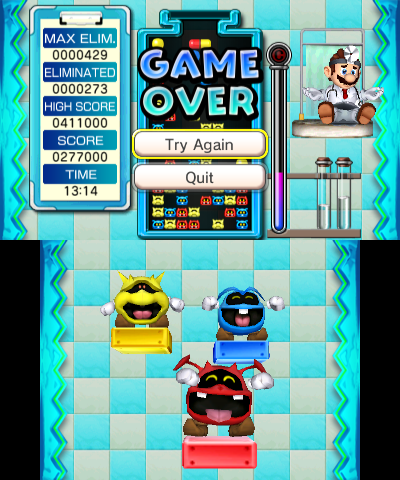 MAX ELIM.
0000429
ELIMINATED
0000273
HIGH SCORE
0411000
SCORE
0277000
TIME
13:14
GAME
OVER
Try Again
Quit